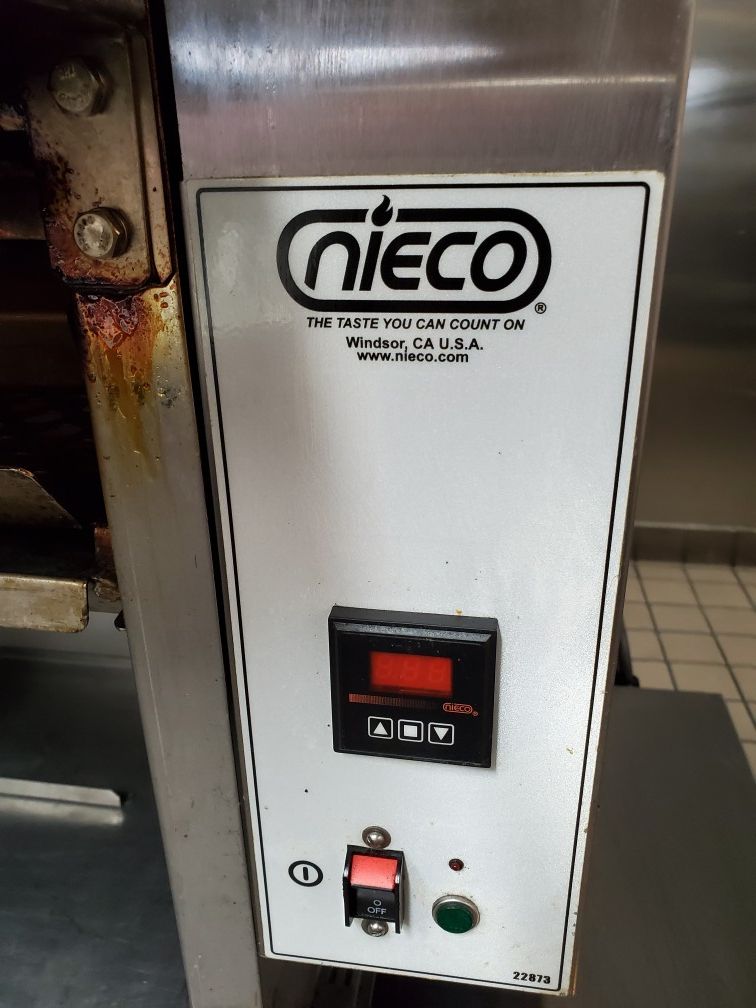 nieco®
THE TASTE YOU CAN COUNT ON
Windsor, CA U.S.A.
www.nieco.com
nieco®
O
OFF
22873